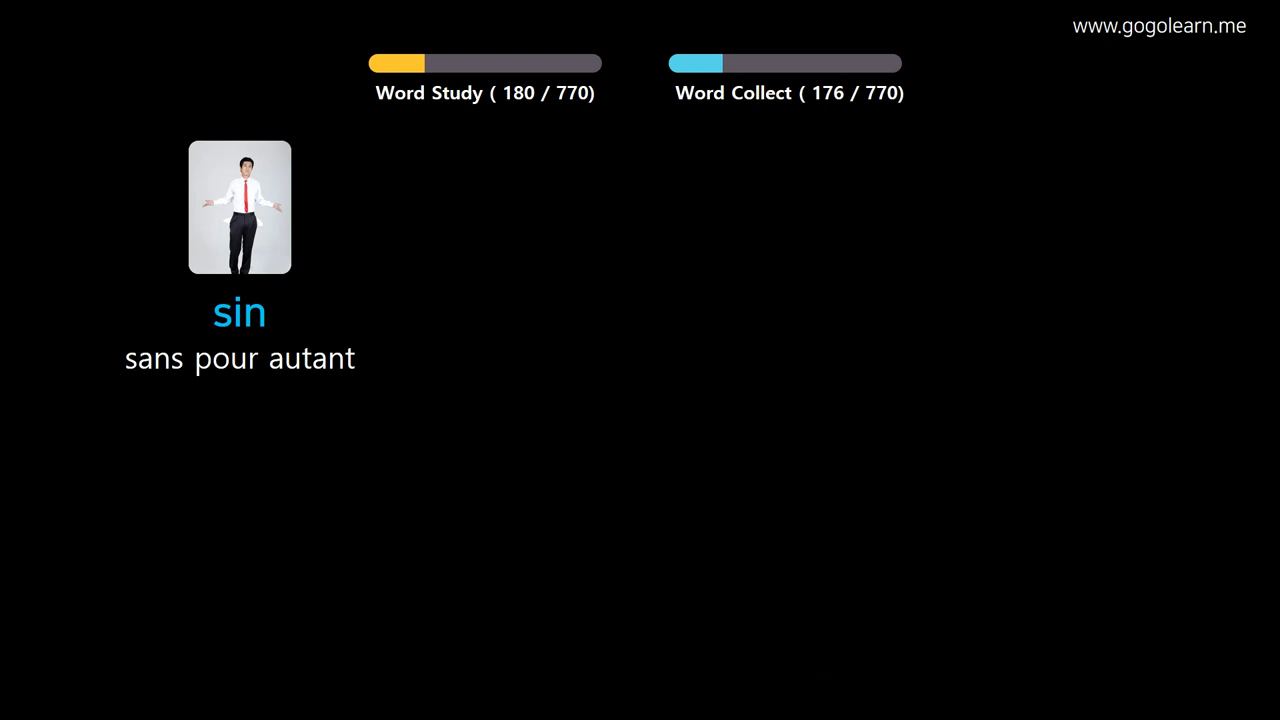 www.gogolearn.me
Word Study ( 180 / 770)
Word Collect ( 176 / 770)
sin
sans pour autant